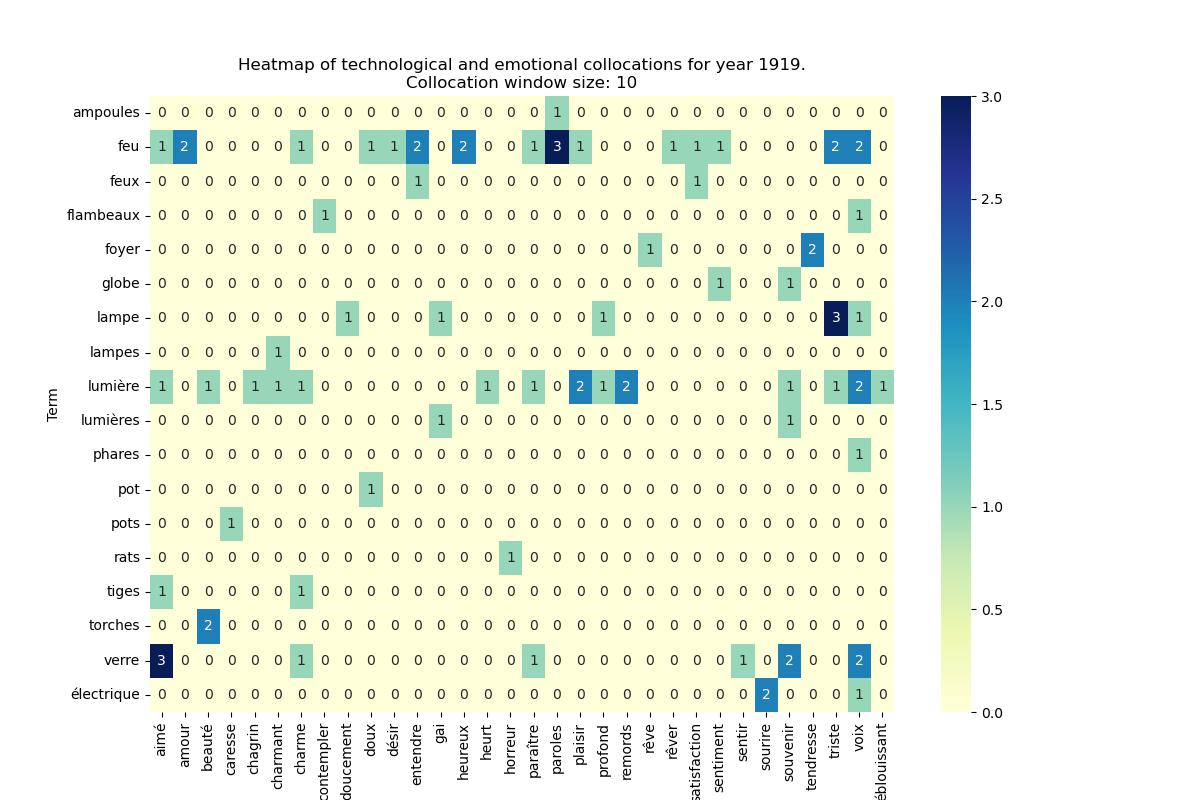 Heatmap of technological and emotional collocations for year 1919.
Collocation window size: 10
Term
ampoules 0 0 0 0 0 0 0 0 0 0 0 0 0 0 0 0 0 1 0 0 0 0 0 0 0 0 0 0 0 0 0 0
feu 1 2 0 0 0 0 1 0 0 1 1 2 0 2 0 0 1 3 1 0 0 0 1 1 1 0 0 0 0 2 2 0
feux 0 0 0 0 0 0 0 0 0 0 0 1 0 0 0 0 0 0 0 0 0 0 0 1 0 0 0 0 0 0 0 0
flambeaux 0 0 0 0 0 0 0 1 0 0 0 0 0 0 0 0 0 0 0 0 0 0 0 0 0 0 0 0 0 0 1 0
foyer 0 0 0 0 0 0 0 0 0 0 0 0 0 0 0 0 0 0 0 0 0 1 0 0 0 0 0 0 2 0 0 0
globe 0 0 0 0 0 0 0 0 0 0 0 0 0 0 0 0 0 0 0 0 0 0 0 0 1 0 0 1 0 0 0 0
lampe 0 0 0 0 0 0 0 0 1 0 0 0 1 0 0 0 0 0 0 1 0 0 0 0 0 0 0 0 0 3 1 0
lampes 0 0 0 0 0 1 0 0 0 0 0 0 0 0 0 0 0 0 0 0 0 0 0 0 0 0 0 0 0 0 0 0
lumière 1 0 1 0 1 1 1 0 0 0 0 0 0 0 1 0 1 0 2 1 2 0 0 0 0 0 0 1 0 1 2 1
lumières 0 0 0 0 0 0 0 0 0 0 0 0 1 0 0 0 0 0 0 0 0 0 0 0 0 0 0 1 0 0 0 0
phares 0 0 0 0 0 0 0 0 0 0 0 0 0 0 0 0 0 0 0 0 0 0 0 0 0 0 0 0 0 0 1 0
pot 0 0 0 0 0 0 0 0 0 1 0 0 0 0 0 0 0 0 0 0 0 0 0 0 0 0 0 0 0 0 0 0
pots 0 0 0 1 0 0 0 0 0 0 0 0 0 0 0 0 0 0 0 0 0 0 0 0 0 0 0 0 0 0 0 0
rats 0 0 0 0 0 0 0 0 0 0 0 0 0 0 0 1 0 0 0 0 0 0 0 0 0 0 0 0 0 0 0 0
tiges 1 0 0 0 0 0 1 0 0 0 0 0 0 0 0 0 0 0 0 0 0 0 0 0 0 0 0 0 0 0 0 0
torches 0 0 2 0 0 0 0 0 0 0 0 0 0 0 0 0 0 0 0 0 0 0 0 0 0 0 0 0 0 0 0 0
verre 3 0 0 0 0 0 1 0 0 0 0 0 0 0 0 0 1 0 0 0 0 0 0 0 0 1 0 2 0 0 2 0
électrique 0 0 0 0 0 0 0 0 0 0 0 0 0 0 0 0 0 0 0 0 0 0 0 0 0 0 2 0 0 0 1 0
aimé amour beauté caresse chagrin charmant charme contempler doucement doux désir entendre gai heureux heurt horreur paraître paroles plaisir profond remords rêve rêver satisfaction sentiment sentir sourire souvenir tendresse triste voix éblouissant
3.0
2.5
2.0
1.5
1.0
0.5
0.0